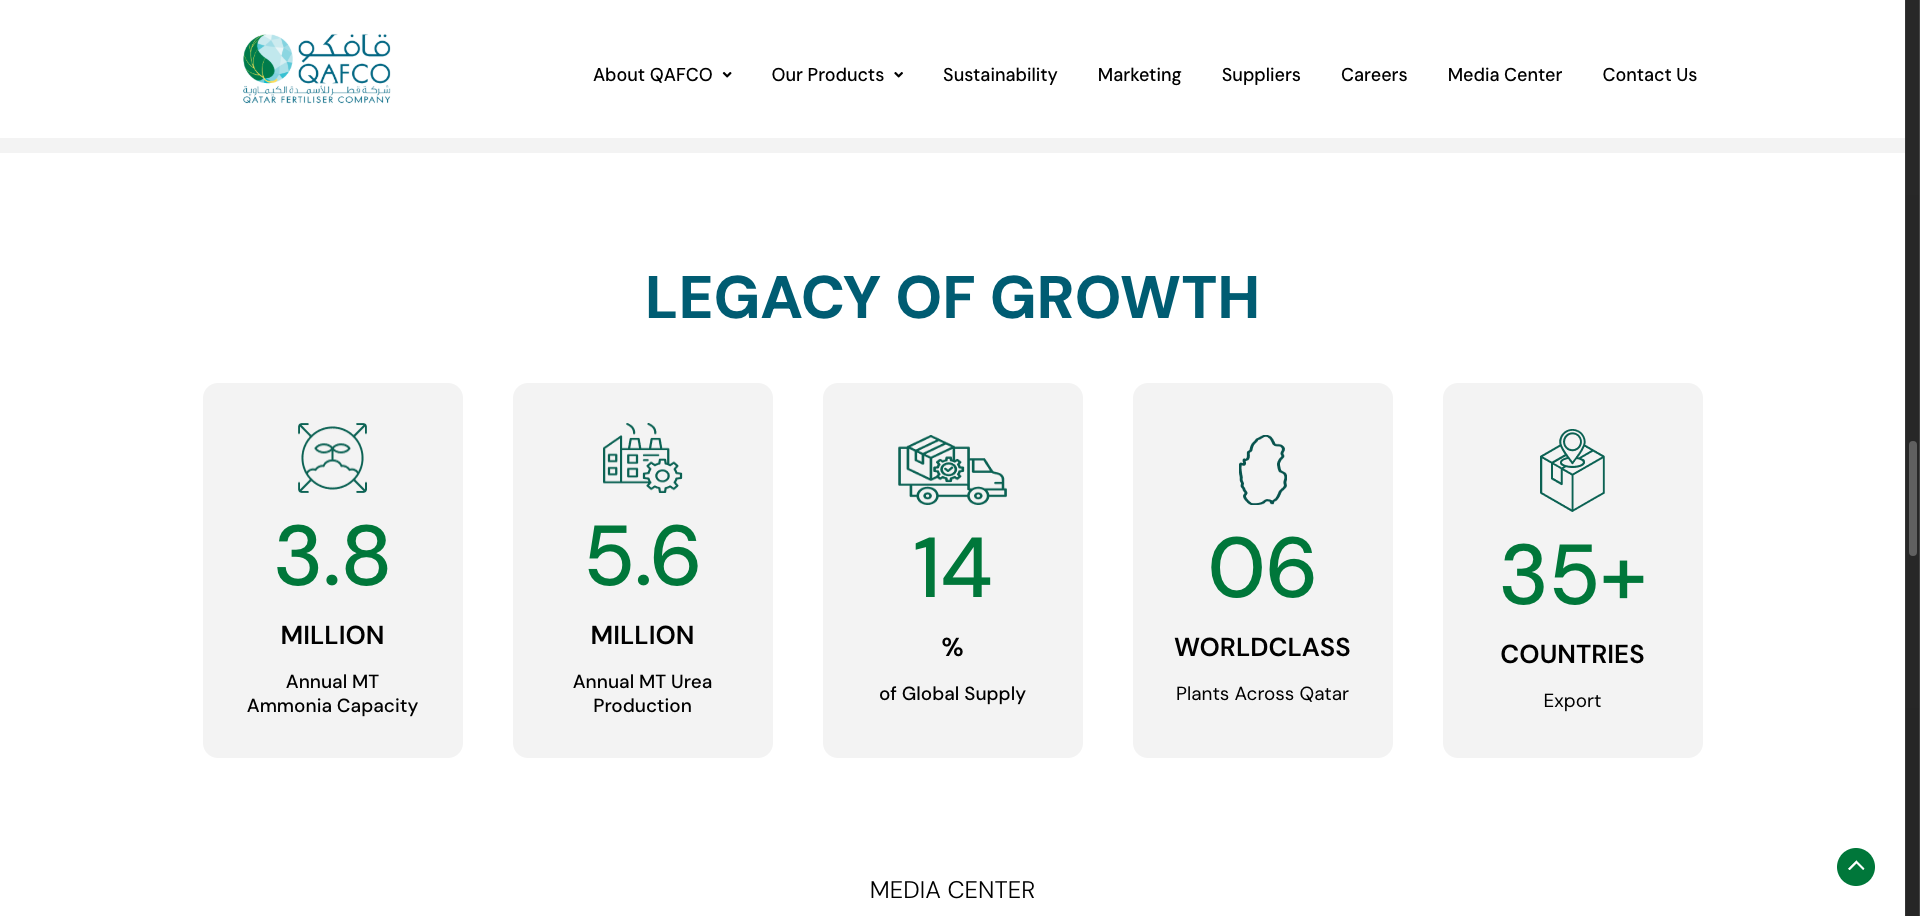 قافكو
QAFCO
شركة قطر للأسمدة الكيماوية
QATAR FERTILISER COMPANY
About QAFCO
Our Products
Sustainability
Marketing
Suppliers
Careers
Media Center
Contact Us
LEGACY OF GROWTH
3.8
MILLION
Annual MT
Ammonia Capacity
5.6
MILLION
Annual MT Urea
Production
14
%
of Global Supply
06
WORLDCLASS
Plants Across Qatar
35+
COUNTRIES
Export
MEDIA CENTER